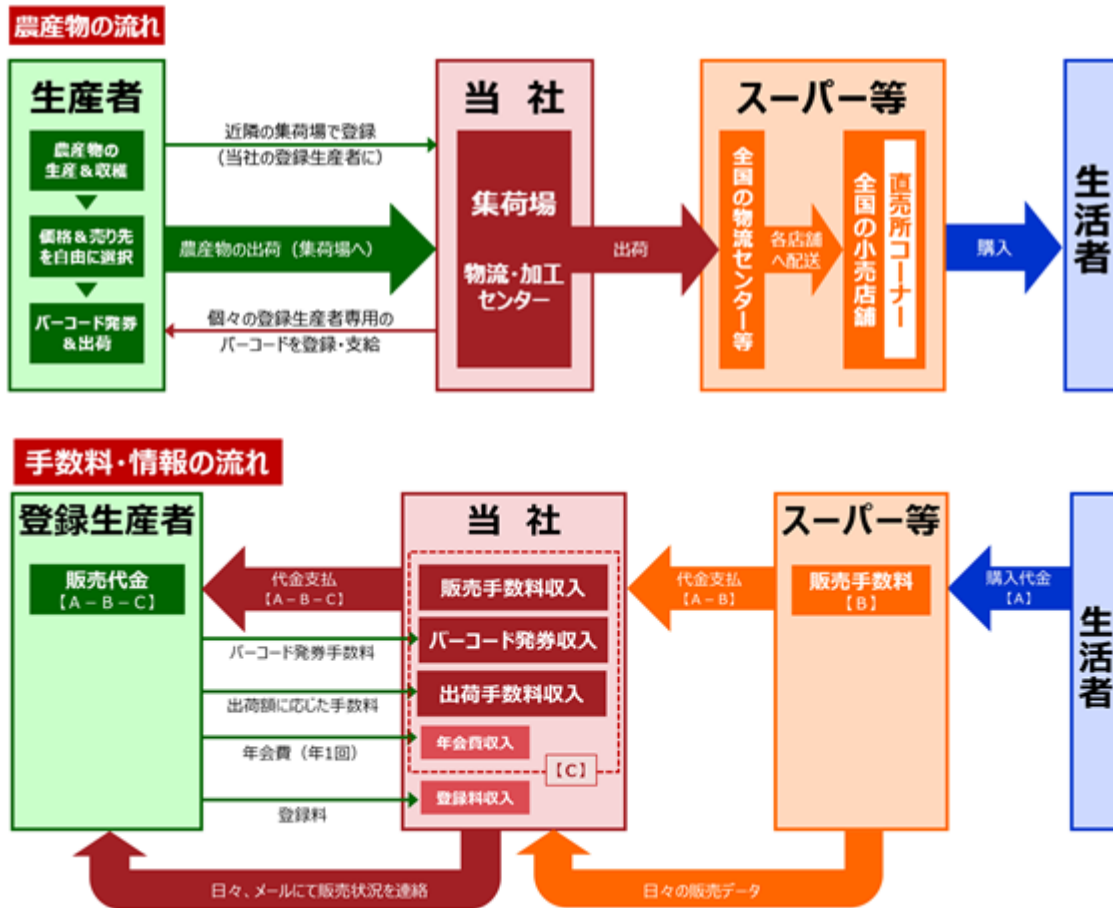 農産物の流れ
生産者
農産物の
生産&収穫
価格&売り先
を自由に選択
バーコード発券
&出荷
近隣の集荷場で登録
(当社の登録生産者に)
農産物の出荷 (集荷場へ)
個々の登録生産者専用の
バーコードを登録・支給
当 社
集荷場
物流・加工
センター
出荷
スーパー等
全国の物流センター等
各店舗
へ配送
全国の小売店舗
直売所コーナー
購入
生活者
手数料・情報の流れ
登録生産者
販売代金
【A-B-C】
代金支払
【A-B-C】
バーコード発券手数料
出荷額に応じた手数料
年会費 (年1回)
登録料
当 社
販売手数料収入
バーコード発券収入
出荷手数料収入
年会費収入
【C】
登録料収入
代金支払
【A-B】
スーパー等
販売手数料
【B】
購入代金
【A】
生活者
日々、メールにて販売状況を連絡
日々の販売データ